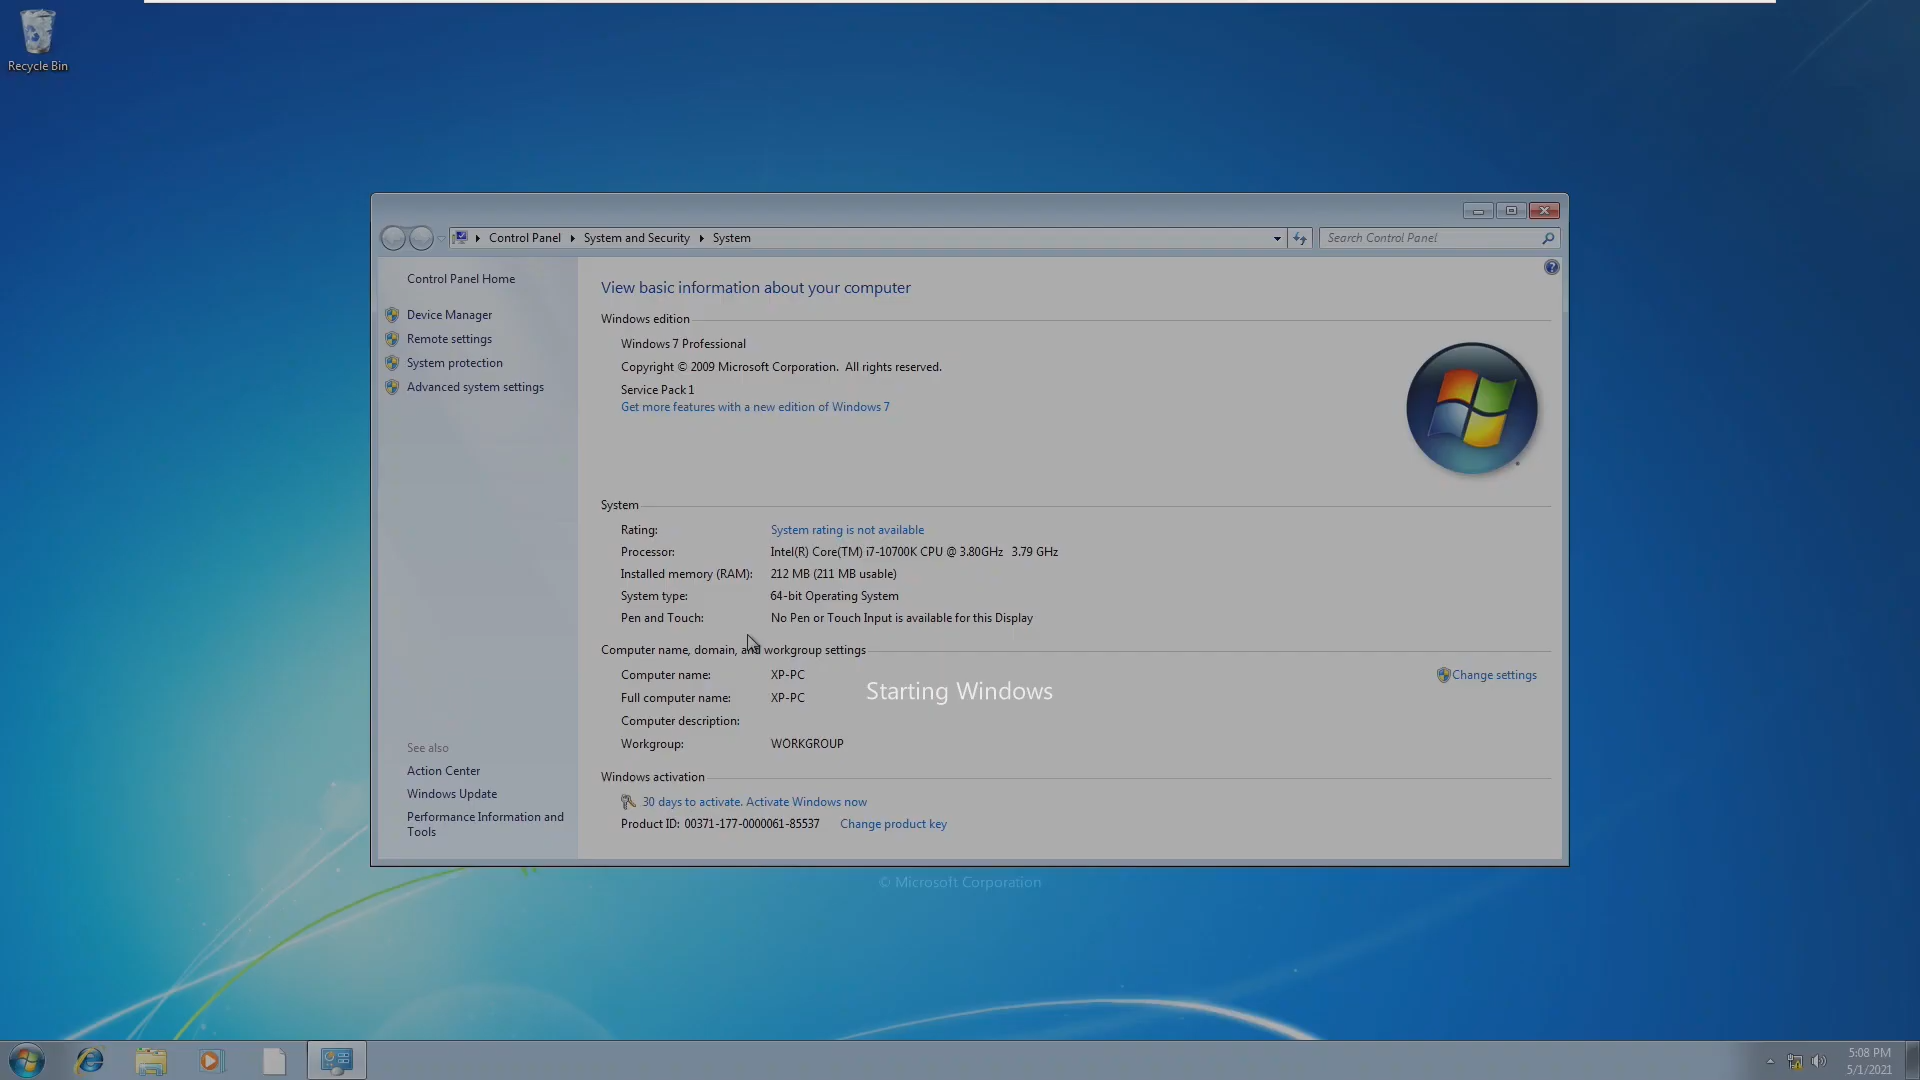 Recycle Bin
Control Panel
System and Security
System
Search Control Panel
Control Panel Home
Device Manager
Remote settings
System protection
Advanced system settings
See also
Action Center
Windows Update
Performance Information and
Tools
View basic information about your computer
Windows edition
Windows 7 Professional
Copyright © 2009 Microsoft Corporation.  All rights reserved.
Service Pack 1
Get more features with a new edition of Windows 7
System
Rating: System rating is not available
Processor: Intel(R) Core(TM) i7-10700K CPU @ 3.80GHz   3.79 GHz
Installed memory (RAM): 212 MB (211 MB usable)
System type: 64-bit Operating System
Pen and Touch: No Pen or Touch Input is available for this Display
Computer name, domain, and workgroup settings
Computer name: XP-PC
Change settings
Starting Windows
Full computer name: XP-PC
Computer description:
Workgroup: WORKGROUP
Windows activation
30 days to activate. Activate Windows now
Product ID: 00371-177-0000061-85537 Change product key
© Microsoft Corporation
5:08 PM
5/1/2021